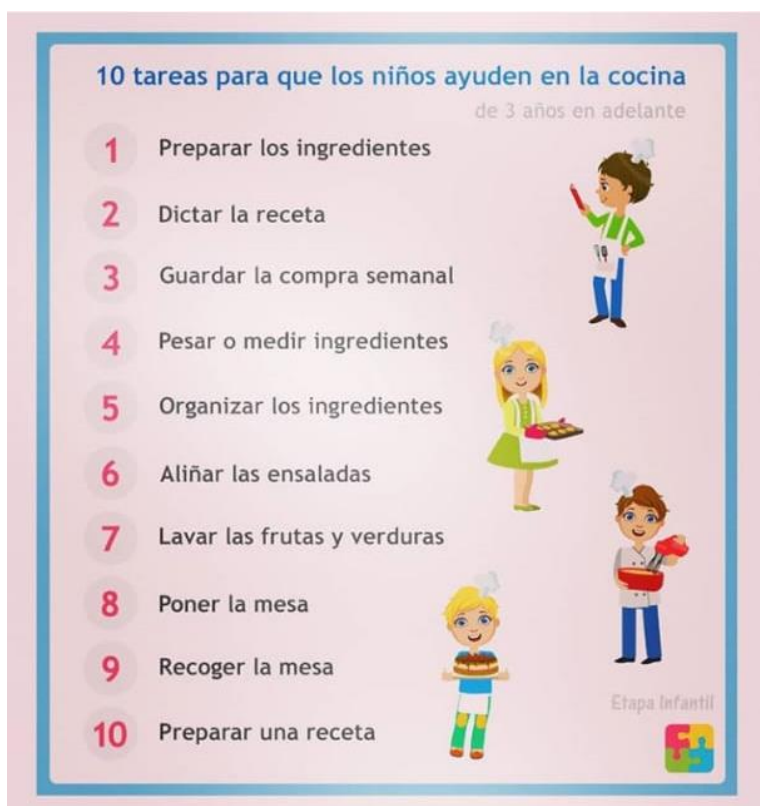 10 tareas para que los niños ayuden en la cocina
de 3 años en adelante
1 Preparar los ingredientes
2 Dictar la receta
3 Guardar la compra semanal
4 Pesar o medir ingredientes
5 Organizar los ingredientes
6 Aliñar las ensaladas
7 Lavar las frutas y verduras
8 Poner la mesa
9 Recoger la mesa
10 Preparar una receta
Etapa Infantil